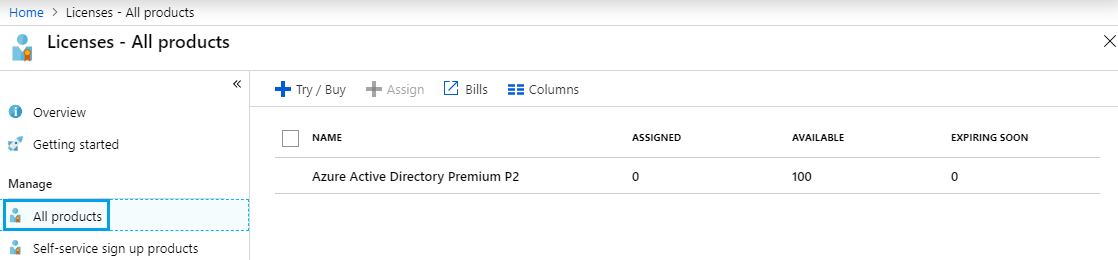 Home > Licenses - All products
Licenses - All products
Try / Buy Assign Bills Columns
Overview
Getting started
NAME ASSIGNED AVAILABLE EXPIRING SOON
Azure Active Directory Premium P2 0 100 0
Manage
All products
Self-service sign up products